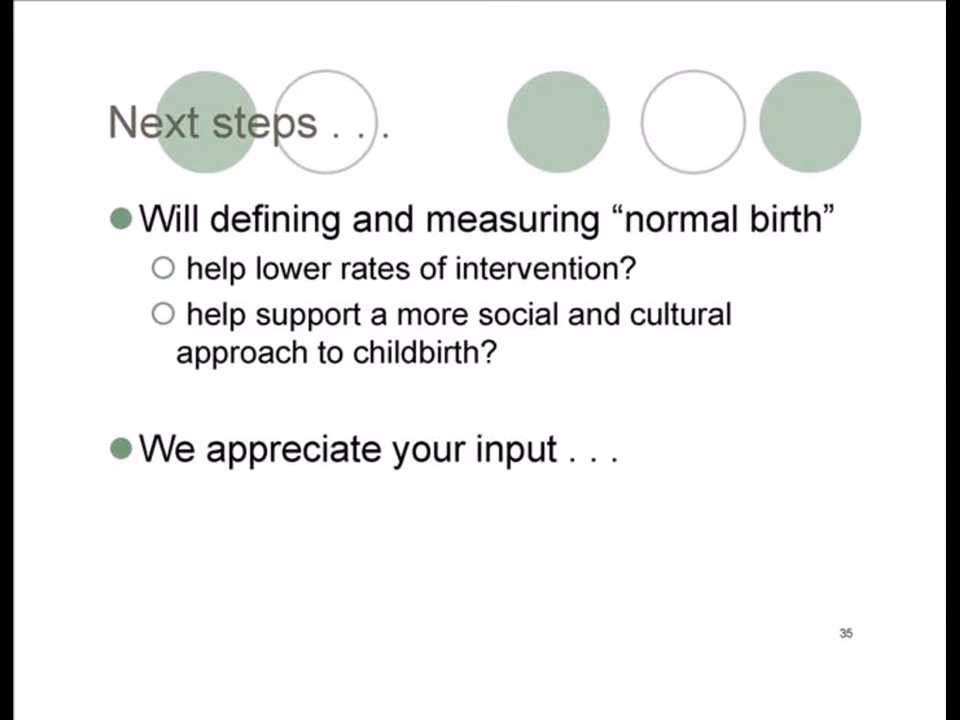 Next steps . . .
Will defining and measuring “normal birth”
help lower rates of intervention?
help support a more social and cultural
approach to childbirth?
We appreciate your input . . .
35